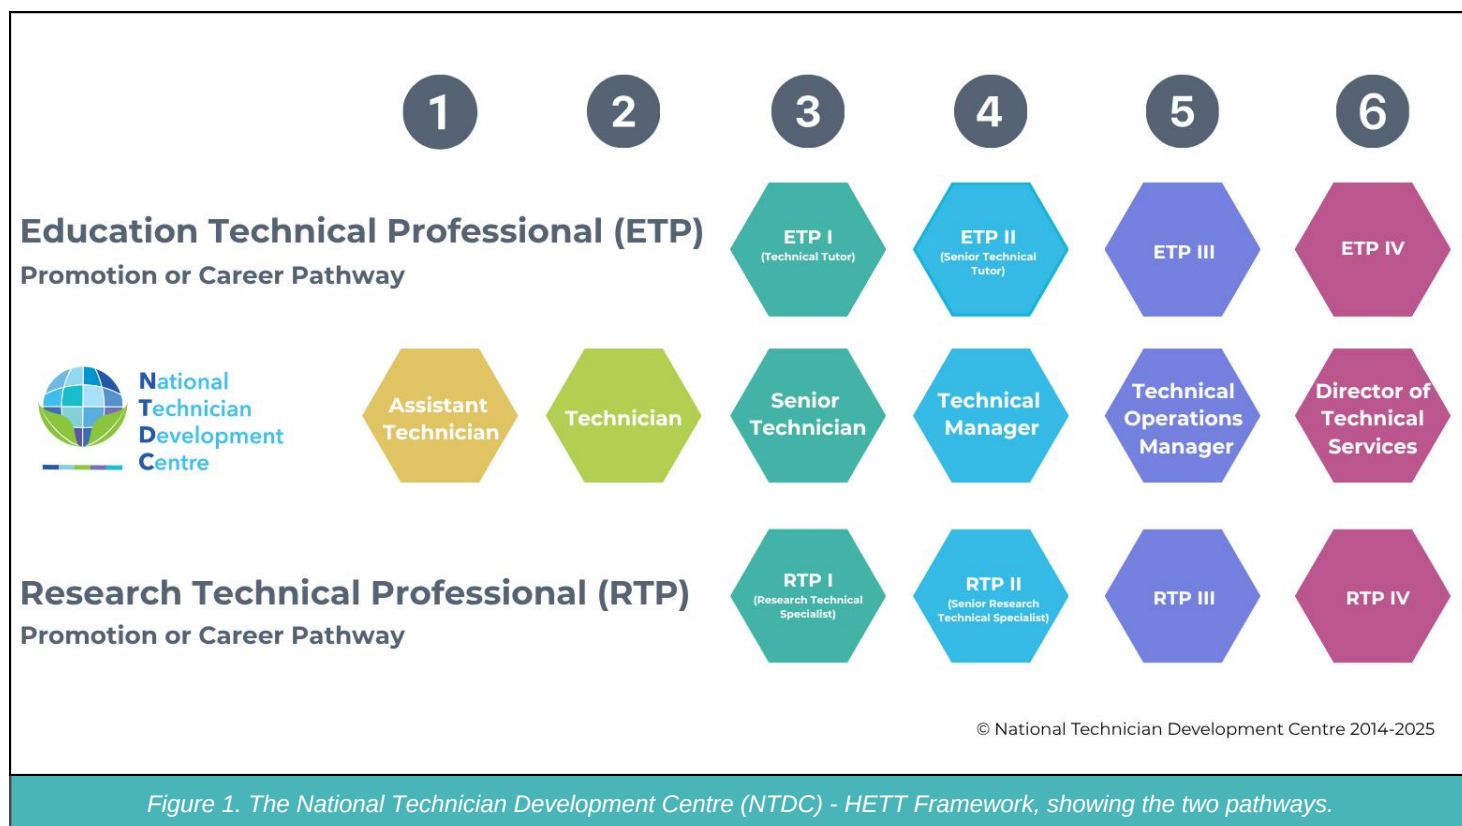 1 2 3 4 5 6
Education Technical Professional (ETP)
Promotion or Career Pathway
ETP I
(Technical Tutor)
ETP II
(Senior Technical
Tutor)
ETP III
ETP IV
National
Technician
Development
Centre
Assistant
Technician
Technician
Senior
Technician
Technical
Manager
Technical
Operations
Manager
Director of
Technical
Services
Research Technical Professional (RTP)
Promotion or Career Pathway
RTP I
(Research Technical
Specialist)
RTP II
(Senior Research
Technical Specialist)
RTP III
RTP IV
© National Technician Development Centre 2014-2025
Figure 1. The National Technician Development Centre (NTDC) - HETT Framework, showing the two pathways.